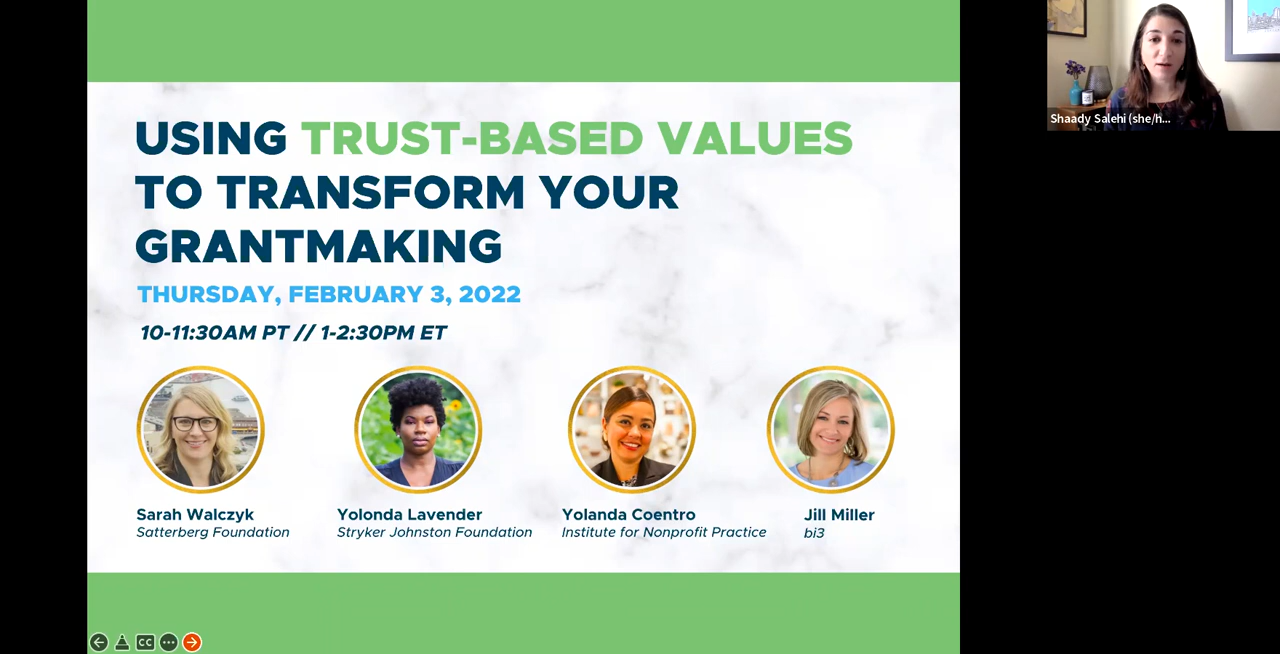 USING TRUST-BASED VALUES
TO TRANSFORM YOUR
GRANTMAKING
THURSDAY, FEBRUARY 3, 2022
10-11:30AM PT // 1-2:30PM ET
Sarah Walczyk
Satterberg Foundation
Yolonda Lavender
Stryker Johnston Foundation
Yolanda Coentro
Institute for Nonprofit Practice
Jill Miller
bi3
Shaady Salehi (she/h...
CC